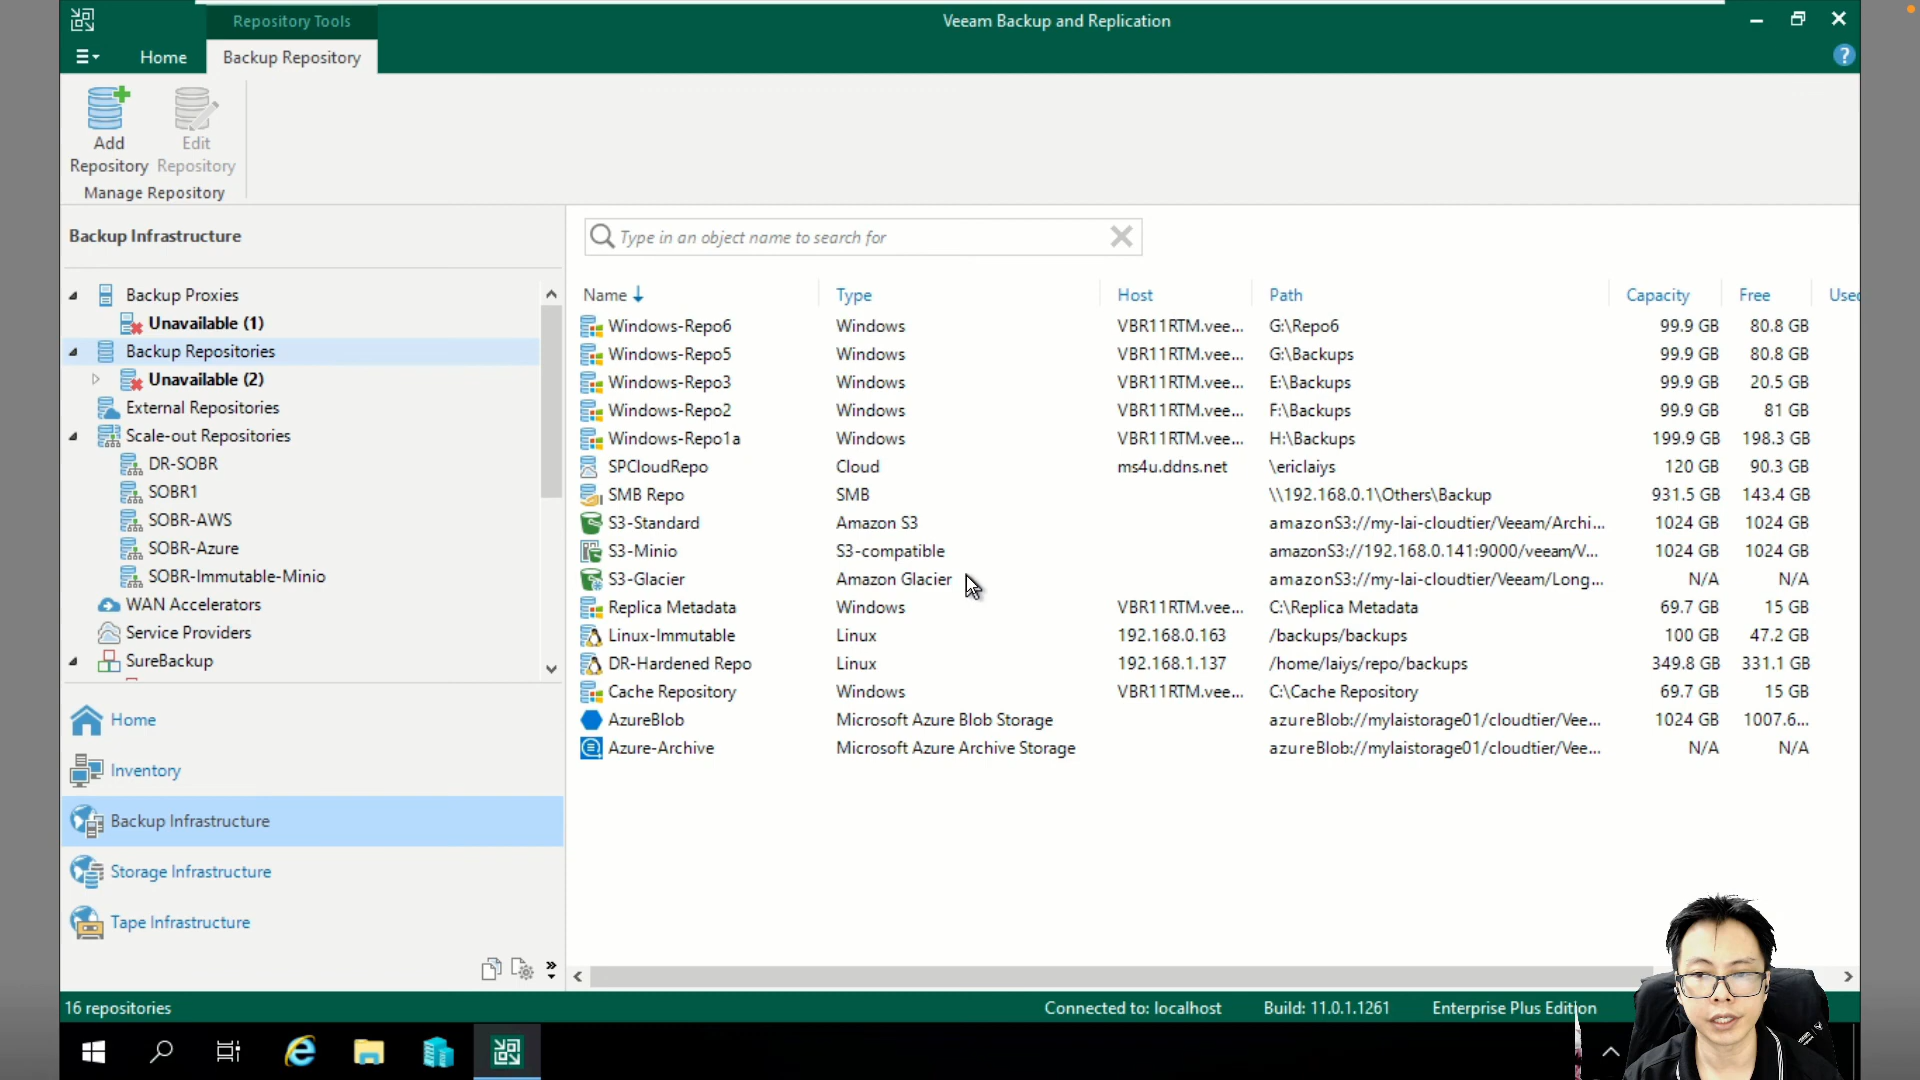 Repository Tools
Veeam Backup and Replication
Home
Backup Repository
?
Add Repository
Edit Repository
Manage Repository
Backup Infrastructure
Type in an object name to search for
Backup Proxies
Unavailable (1)
Backup Repositories
Unavailable (2)
External Repositories
Scale-out Repositories
DR-SOBR
SOBR1
SOBR-AWS
SOBR-Azure
SOBR-Immutable-Minio
WAN Accelerators
Service Providers
SureBackup
Home
Inventory
Backup Infrastructure
Storage Infrastructure
Tape Infrastructure
Name Type Host Path Capacity Free Used
Windows-Repo6 Windows VBR11RTM.vee... G:\Repo6 99.9 GB 80.8 GB
Windows-Repo5 Windows VBR11RTM.vee... G:\Backups 99.9 GB 80.8 GB
Windows-Repo3 Windows VBR11RTM.vee... E:\Backups 99.9 GB 20.5 GB
Windows-Repo2 Windows VBR11RTM.vee... F:\Backups 99.9 GB 81 GB
Windows-Repo1a Windows VBR11RTM.vee... H:\Backups 199.9 GB 198.3 GB
SPCloudRepo Cloud ms4u.ddns.net \ericlaiys 120 GB 90.3 GB
SMB Repo SMB \\192.168.0.1\Others\Backup 931.5 GB 143.4 GB
S3-Standard Amazon S3 amazonS3://my-lai-cloudtier/Veeam/Archi... 1024 GB 1024 GB
S3-Minio S3-compatible amazonS3://192.168.0.141:9000/veeam/V... 1024 GB 1024 GB
S3-Glacier Amazon Glacier amazonS3://my-lai-cloudtier/Veeam/Long... N/A N/A
Replica Metadata Windows VBR11RTM.vee... C:\Replica Metadata 69.7 GB 15 GB
Linux-Immutable Linux 192.168.0.163 /backups/backups 100 GB 47.2 GB
DR-Hardened Repo Linux 192.168.1.137 /home/laiys/repo/backups 349.8 GB 331.1 GB
Cache Repository Windows VBR11RTM.vee... C:\Cache Repository 69.7 GB 15 GB
AzureBlob Microsoft Azure Blob Storage azureBlob://mylaistorage01/cloudtier/Vee... 1024 GB 1007.6...
Azure-Archive Microsoft Azure Archive Storage azureBlob://mylaistorage01/cloudtier/Vee... N/A N/A
16 repositories
Connected to: localhost
Build: 11.0.1.1261
Enterprise Plus Edition